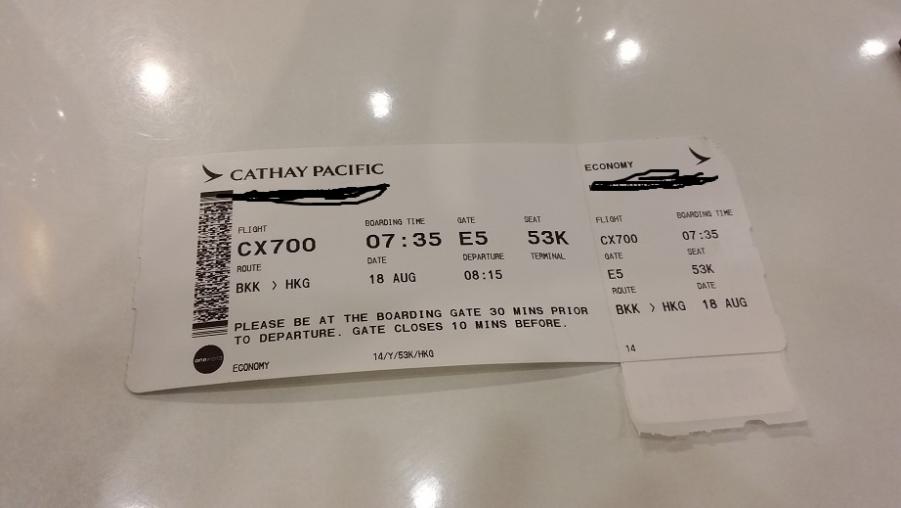 CATHAY PACIFIC
FLIGHT BOARDING TIME GATE SEAT
CX700 07:35 E5 53K
ROUTE DATE DEPARTURE TERMINAL
BKK > HKG 18 AUG 08:15
PLEASE BE AT THE BOARDING GATE 30 MINS PRIOR
TO DEPARTURE. GATE CLOSES 10 MINS BEFORE.
oneworld
ECONOMY 14/Y/53K/HKG
ECONOMY
FLIGHT BOARDING TIME
CX700 07:35
GATE SEAT
E5 53K
ROUTE DATE
BKK > HKG 18 AUG
14